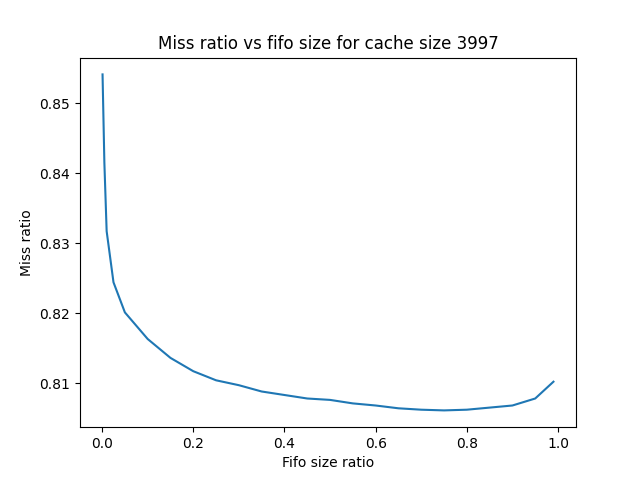 Miss ratio vs fifo size for cache size 3997
0.85
0.84
0.83
0.82
0.81
Miss ratio
0.0 0.2 0.4 0.6 0.8 1.0
Fifo size ratio